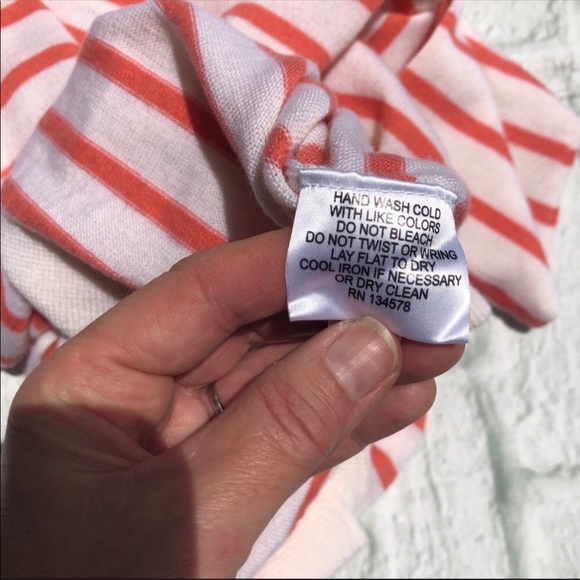 HAND WASH COLD
WITH LIKE COLORS
DO NOT BLEACH
DO NOT TWIST OR WRING
LAY FLAT TO DRY
COOL IRON IF NECESSARY
OR DRY CLEAN
RN 134578